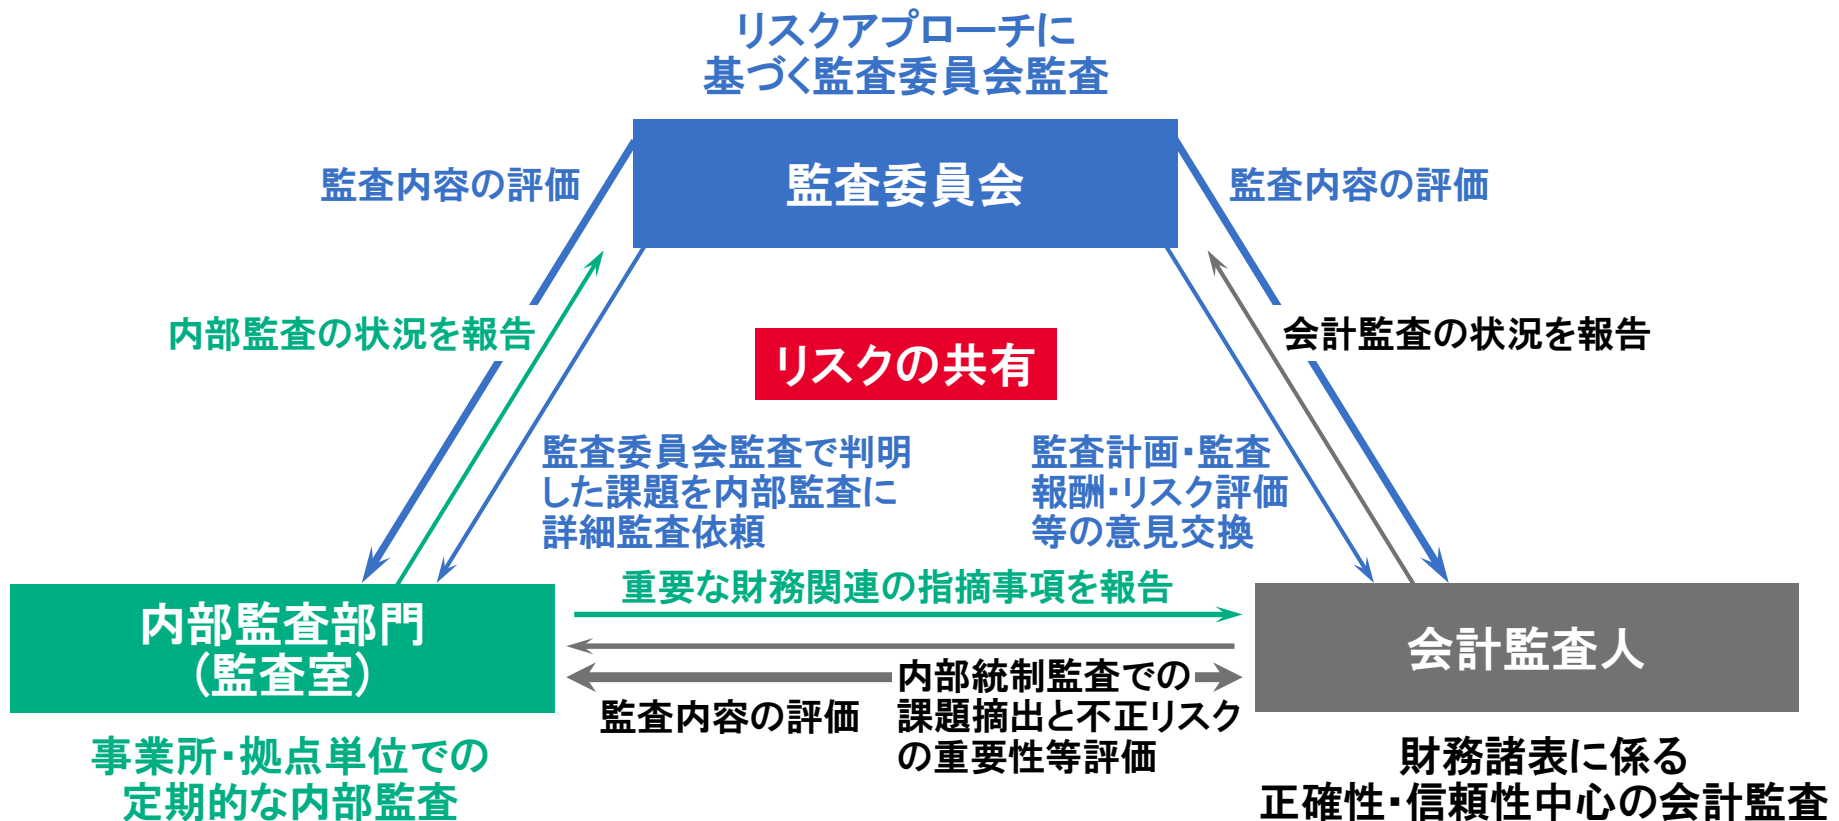 リスクアプローチに
基づく監査委員会監査
監査委員会
監査内容の評価
監査内容の評価
内部監査の状況を報告
会計監査の状況を報告
リスクの共有
監査委員会監査で判明
した課題を内部監査に
詳細監査依頼
監査計画・監査
報酬・リスク評価
等の意見交換
重要な財務関連の指摘事項を報告
内部監査部門
（監査室）
会計監査人
監査内容の評価
内部統制監査での
課題摘出と不正リスク
の重要性等評価
事業所・拠点単位での
定期的な内部監査
財務諸表に係る
正確性・信頼性中心の会計監査